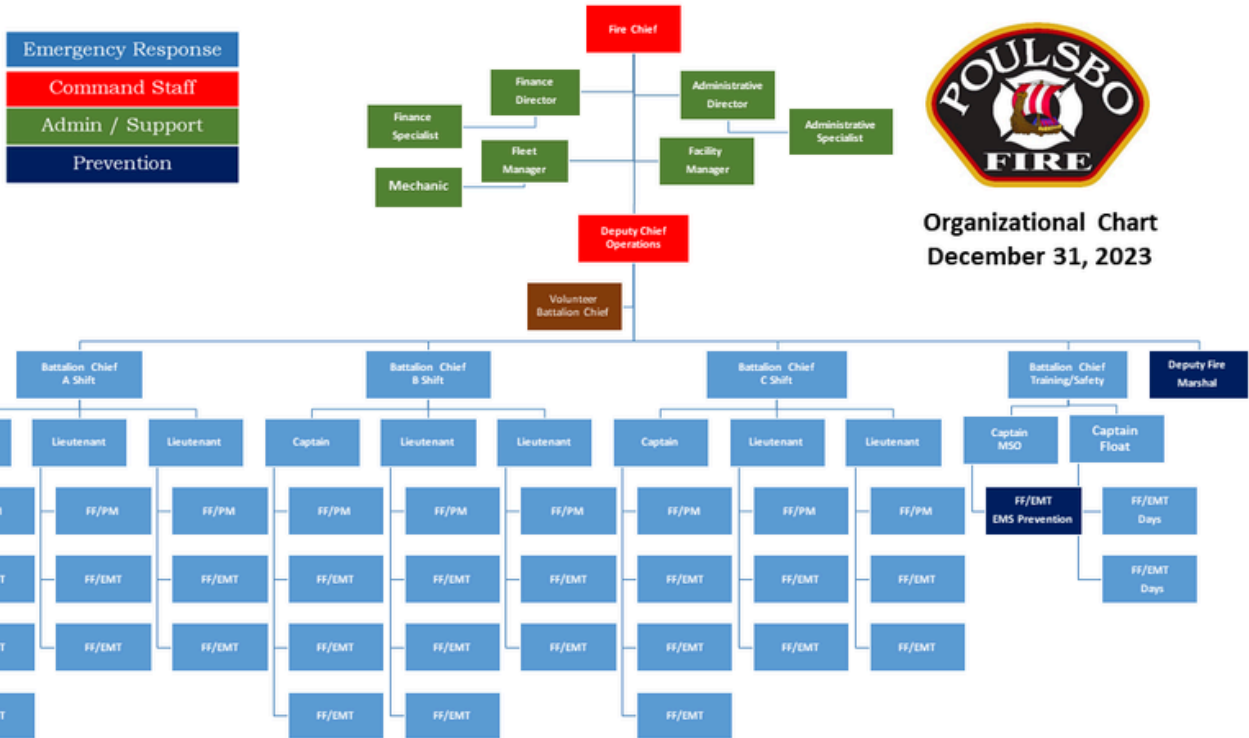 Emergency Response
Command Staff
Admin / Support
Prevention
Fire Chief
Finance
Director
Administrative
Director
Finance
Specialist
Administrative
Specialist
Fleet
Manager
Facility
Manager
Mechanic
POULSBO
FIRE
Organizational Chart
December 31, 2023
Deputy Chief
Operations
Volunteer
Battalion Chief
Battalion Chief
A Shift
Battalion Chief
B Shift
Battalion Chief
C Shift
Battalion Chief
Training/Safety
Deputy Fire
Marshal
Lieutenant
Lieutenant
Captain
Lieutenant
Lieutenant
Captain
Lieutenant
Lieutenant
Captain
MSO
Captain
Float
FF/PM
FF/PM
FF/PM
FF/PM
FF/PM
FF/PM
FF/PM
FF/PM
FF/EMT
EMS Prevention
FF/EMT
Days
FF/EMT
FF/EMT
FF/EMT
FF/EMT
FF/EMT
FF/EMT
FF/EMT
FF/EMT
FF/EMT
Days
FF/EMT
FF/EMT
FF/EMT
FF/EMT
FF/EMT
FF/EMT
FF/EMT
FF/EMT
FF/EMT
FF/EMT
FF/EMT